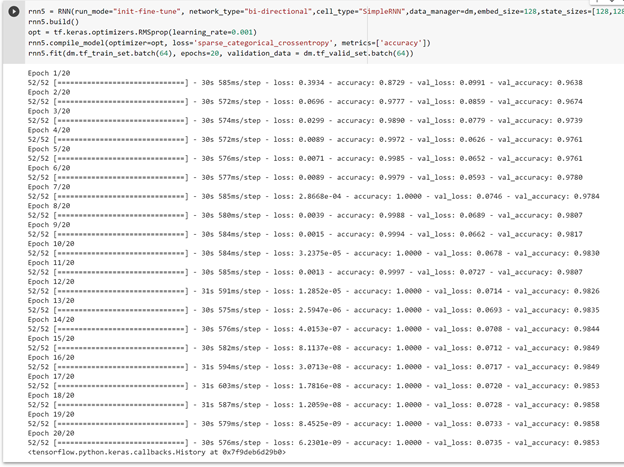 rnn5 = RNN(run_mode="init-fine-tune", network_type="bi-directional",cell_type="SimpleRNN",data_manager=dm,embed_size=128,state_sizes=[128,128
rnn5.build()
opt = tf.keras.optimizers.RMSprop(learning_rate=0.001)
rnn5.compile_model(optimizer=opt, loss='sparse_categorical_crossentropy', metrics=['accuracy'])
rnn5.fit(dm.tf_train_set.batch(64), epochs=20, validation_data = dm.tf_valid_set.batch(64))
Epoch 1/20
52/52 [==============================] - 30s 585ms/step - loss: 0.3934 - accuracy: 0.8729 - val_loss: 0.0991 - val_accuracy: 0.9638
Epoch 2/20
52/52 [==============================] - 30s 572ms/step - loss: 0.0696 - accuracy: 0.9777 - val_loss: 0.0859 - val_accuracy: 0.9674
Epoch 3/20
52/52 [==============================] - 30s 574ms/step - loss: 0.0299 - accuracy: 0.9890 - val_loss: 0.0779 - val_accuracy: 0.9739
Epoch 4/20
52/52 [==============================] - 30s 572ms/step - loss: 0.0089 - accuracy: 0.9972 - val_loss: 0.0626 - val_accuracy: 0.9761
Epoch 5/20
52/52 [==============================] - 30s 576ms/step - loss: 0.0071 - accuracy: 0.9985 - val_loss: 0.0652 - val_accuracy: 0.9761
Epoch 6/20
52/52 [==============================] - 30s 577ms/step - loss: 0.0089 - accuracy: 0.9979 - val_loss: 0.0593 - val_accuracy: 0.9780
Epoch 7/20
52/52 [==============================] - 30s 585ms/step - loss: 2.8668e-04 - accuracy: 1.0000 - val_loss: 0.0746 - val_accuracy: 0.9784
Epoch 8/20
52/52 [==============================] - 30s 580ms/step - loss: 0.0039 - accuracy: 0.9988 - val_loss: 0.0689 - val_accuracy: 0.9807
Epoch 9/20
52/52 [==============================] - 30s 584ms/step - loss: 0.0015 - accuracy: 0.9994 - val_loss: 0.0662 - val_accuracy: 0.9817
Epoch 10/20
52/52 [==============================] - 30s 584ms/step - loss: 3.2375e-05 - accuracy: 1.0000 - val_loss: 0.0678 - val_accuracy: 0.9830
Epoch 11/20
52/52 [==============================] - 30s 585ms/step - loss: 0.0013 - accuracy: 0.9997 - val_loss: 0.0727 - val_accuracy: 0.9807
Epoch 12/20
52/52 [==============================] - 31s 591ms/step - loss: 1.2852e-05 - accuracy: 1.0000 - val_loss: 0.0714 - val_accuracy: 0.9826
Epoch 13/20
52/52 [==============================] - 30s 575ms/step - loss: 2.5947e-06 - accuracy: 1.0000 - val_loss: 0.0693 - val_accuracy: 0.9835
Epoch 14/20
52/52 [==============================] - 30s 576ms/step - loss: 4.0153e-07 - accuracy: 1.0000 - val_loss: 0.0708 - val_accuracy: 0.9844
Epoch 15/20
52/52 [==============================] - 30s 582ms/step - loss: 8.1137e-08 - accuracy: 1.0000 - val_loss: 0.0712 - val_accuracy: 0.9849
Epoch 16/20
52/52 [==============================] - 31s 594ms/step - loss: 3.0713e-08 - accuracy: 1.0000 - val_loss: 0.0717 - val_accuracy: 0.9849
Epoch 17/20
52/52 [==============================] - 31s 603ms/step - loss: 1.7816e-08 - accuracy: 1.0000 - val_loss: 0.0720 - val_accuracy: 0.9853
Epoch 18/20
52/52 [==============================] - 31s 587ms/step - loss: 1.2059e-08 - accuracy: 1.0000 - val_loss: 0.0728 - val_accuracy: 0.9858
Epoch 19/20
52/52 [==============================] - 30s 579ms/step - loss: 8.4525e-09 - accuracy: 1.0000 - val_loss: 0.0733 - val_accuracy: 0.9858
Epoch 20/20
52/52 [==============================] - 30s 576ms/step - loss: 6.2301e-09 - accuracy: 1.0000 - val_loss: 0.0735 - val_accuracy: 0.9853
<tensorflow.python.keras.callbacks.History at 0x7f9deb6d29b0>